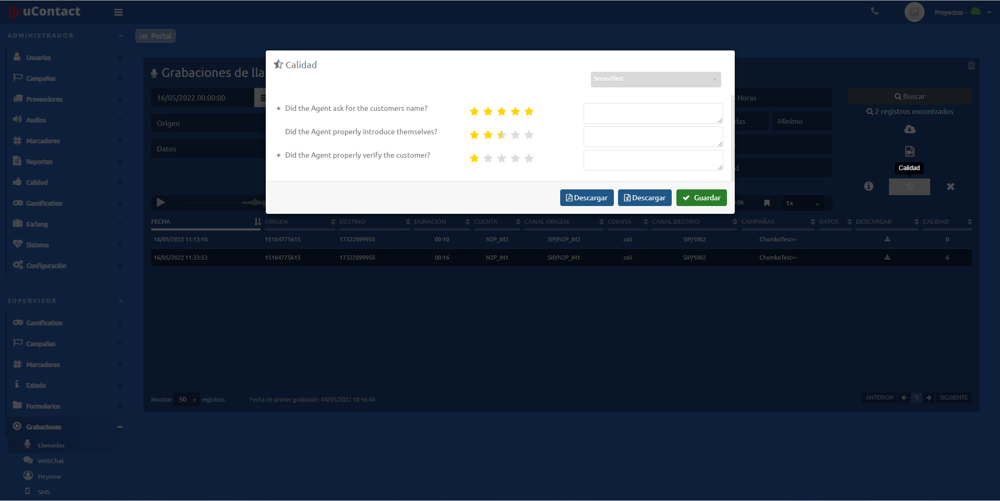 uContact
Proyectos -
ADMINISTRADOR
Usuarios
Campañas
Proveedores
Audios
Marcadores
Reportes
Calidad
Gamification
Earlang
Sistema
Configuración
SUPERVISOR
Gamification
Campañas
Marcadores
Estado
Formularios
Grabaciones
Llamadas
WebChat
Heynow
SMS
Portal
Grabaciones de lla
16/05/2022 00:00:00
Horas
Buscar
2 registros encontrados
Origen
das
Mínimo
Datos
d
Calidad
:06
1x
Calidad
SecondTest
+ Did the Agent ask for the customers name?
Did the Agent properly introduce themselves?
+ Did the Agent properly verify the customer?
Descargar Descargar Guardar
FECHA ORIGEN DESTINO DURACIÓN CUENTA CANAL ORIGEN CUENTA CANAL DESTINO CAMPAÑAS DATOS DESCARGAR CALIDAD
16/05/2022 11:13:10 15164775615 17322899958 00:10 N2P_IN2 SIP/N2P_IN2 zali SIP/1002 ChomkoTest<- 0
16/05/2022 11:33:53 15164775615 17322899958 00:16 N2P_IN1 SIP/N2P_IN1 zali SIP/1002 ChomkoTest<- 6
Mostrar 50 registros Fecha de primer grabación: 04/05/2022 10:16:48
ANTERIOR 1 SIGUIENTE